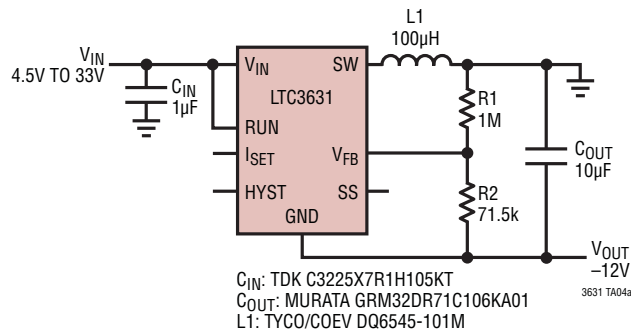 L1
100µH
VIN
4.5V TO 33V
CIN
1µF
VIN
SW
LTC3631
RUN
ISET
VFB
HYST
SS
GND
R1
1M
R2
71.5k
COUT
10µF
VOUT
–12V
3631 TA04a
CIN: TDK C3225X7R1H105KT
COUT: MURATA GRM32DR71C106KA01
L1: TYCO/COEV DQ6545-101M